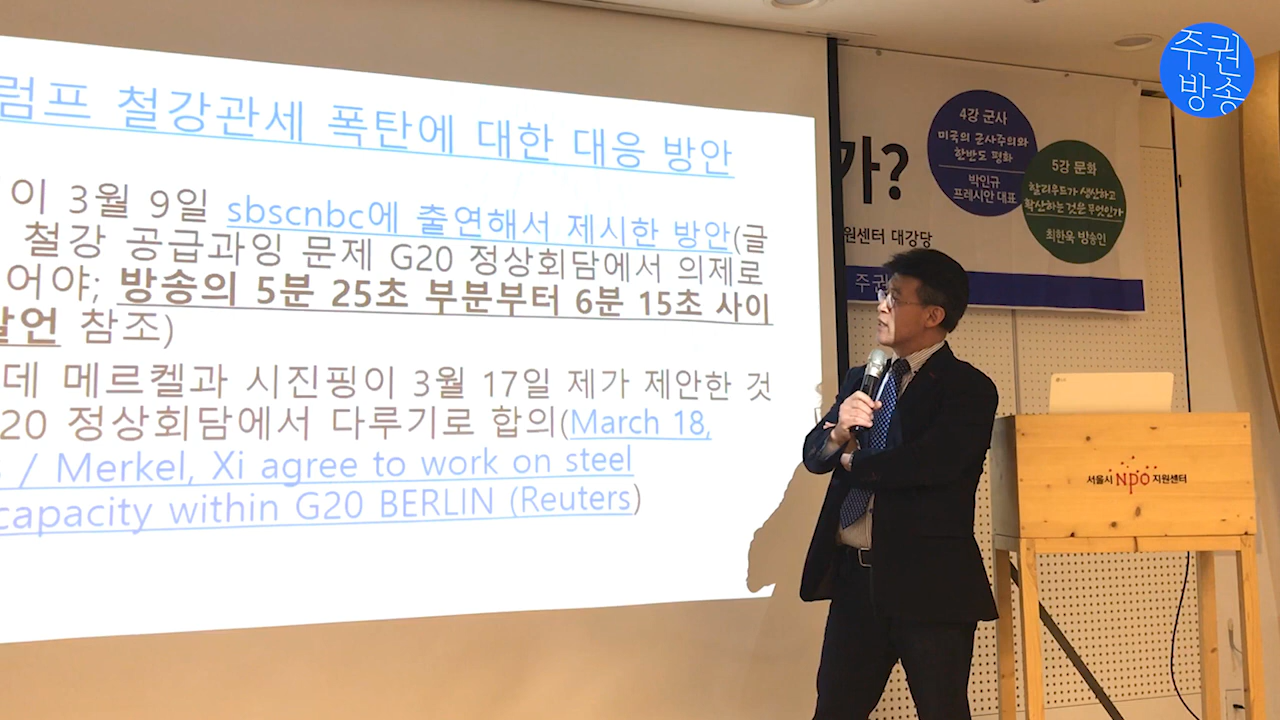 럼프 철강관세 폭탄에 대한 대응 방안
이 3월 9일 sbscnbc에 출연해서 제시한 방안(글
철강 공급과잉 문제 G20 정상회담에서 의제로
어야; 방송의 5분 25초 부분부터 6분 15초 사이
발언 참조)
데 메르켈과 시진핑이 3월 17일 제가 제안한 것
20 정상회담에서 다루기로 합의(March 18,
/ Merkel, Xi agree to work on steel
capacity within G20 BERLIN (Reuters)
가?
4강 군사
미국의 군사주의와
한반도 평화
박인규
프레시안 대표
5강 문화
할리우드가 생산하고
확산하는 것은 무엇인가
최한욱 방송인
원센터 대강당
주권
주권
방송
서울시 npo 지원센터